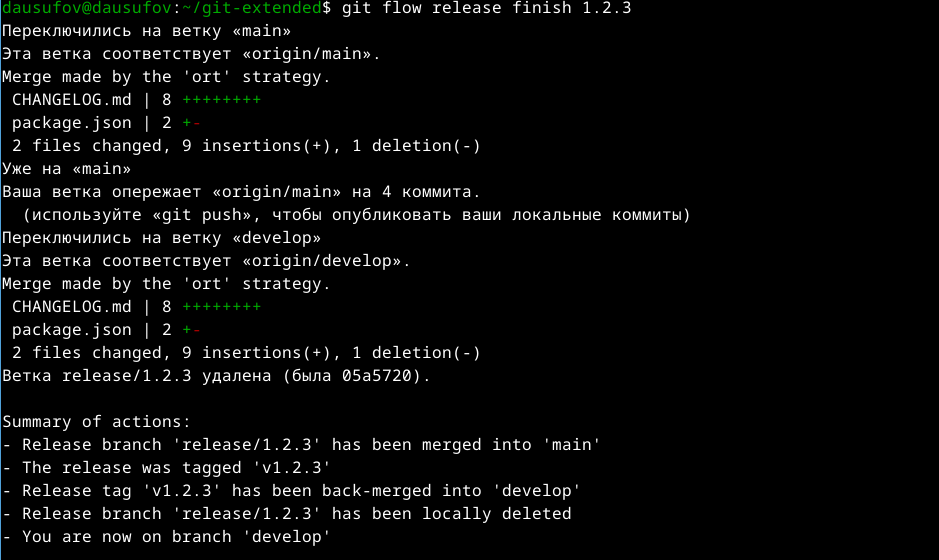 dausufov@dausufov:~/git-extended$ git flow release finish 1.2.3
Переключились на ветку «main»
Эта ветка соответствует «origin/main».
Merge made by the 'ort' strategy.
 CHANGELOG.md | 8 ++++++++
 package.json | 2 +-
 2 files changed, 9 insertions(+), 1 deletion(-)
Уже на «main»
Ваша ветка опережает «origin/main» на 4 коммита.
  (используйте «git push», чтобы опубликовать ваши локальные коммиты)
Переключились на ветку «develop»
Эта ветка соответствует «origin/develop».
Merge made by the 'ort' strategy.
 CHANGELOG.md | 8 ++++++++
 package.json | 2 +-
 2 files changed, 9 insertions(+), 1 deletion(-)
Ветка release/1.2.3 удалена (была 05a5720).

Summary of actions:
- Release branch 'release/1.2.3' has been merged into 'main'
- The release was tagged 'v1.2.3'
- Release tag 'v1.2.3' has been back-merged into 'develop'
- Release branch 'release/1.2.3' has been locally deleted
- You are now on branch 'develop'